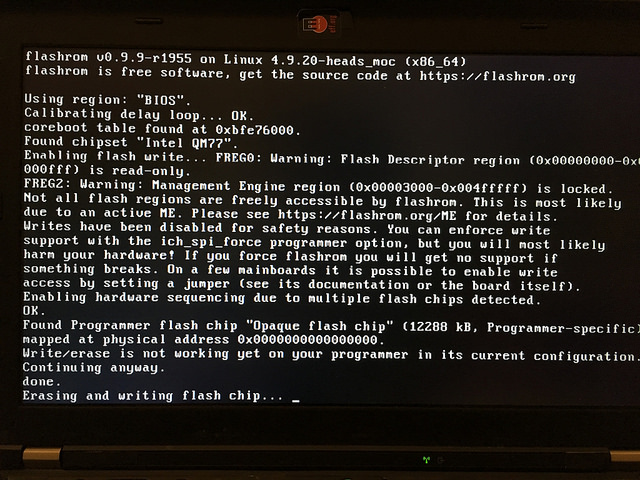 flashrom v0.9.9-r1955 on Linux 4.9.20-heads_moc (x86_64)
flashrom is free software, get the source code at https://flashrom.org
Using region: "BIOS".
Calibrating delay loop... OK.
coreboot table found at 0xbfe76000.
Found chipset "Intel QM77".
Enabling flash write... FREG0: Warning: Flash Descriptor region (0x00000000-0x
000fff) is read-only.
FREG2: Warning: Management Engine region (0x00003000-0x004fffff) is locked.
Not all flash regions are freely accessible by flashrom. This is most likely
due to an active ME. Please see https://flashrom.org/ME for details.
Writes have been disabled for safety reasons. You can enforce write
support with the ich_spi_force programmer option, but you will most likely
harm your hardware! If you force flashrom you will get no support if
something breaks. On a few mainboards it is possible to enable write
access by setting a jumper (see its documentation or the board itself).
Enabling hardware sequencing due to multiple flash chips detected.
OK.
Found Programmer flash chip "Opaque flash chip" (12288 kB, Programmer-specific)
mapped at physical address 0x0000000000000000.
Write/erase is not working yet on your programmer in its current configuration.
Continuing anyway.
done.
Erasing and writing flash chip... _